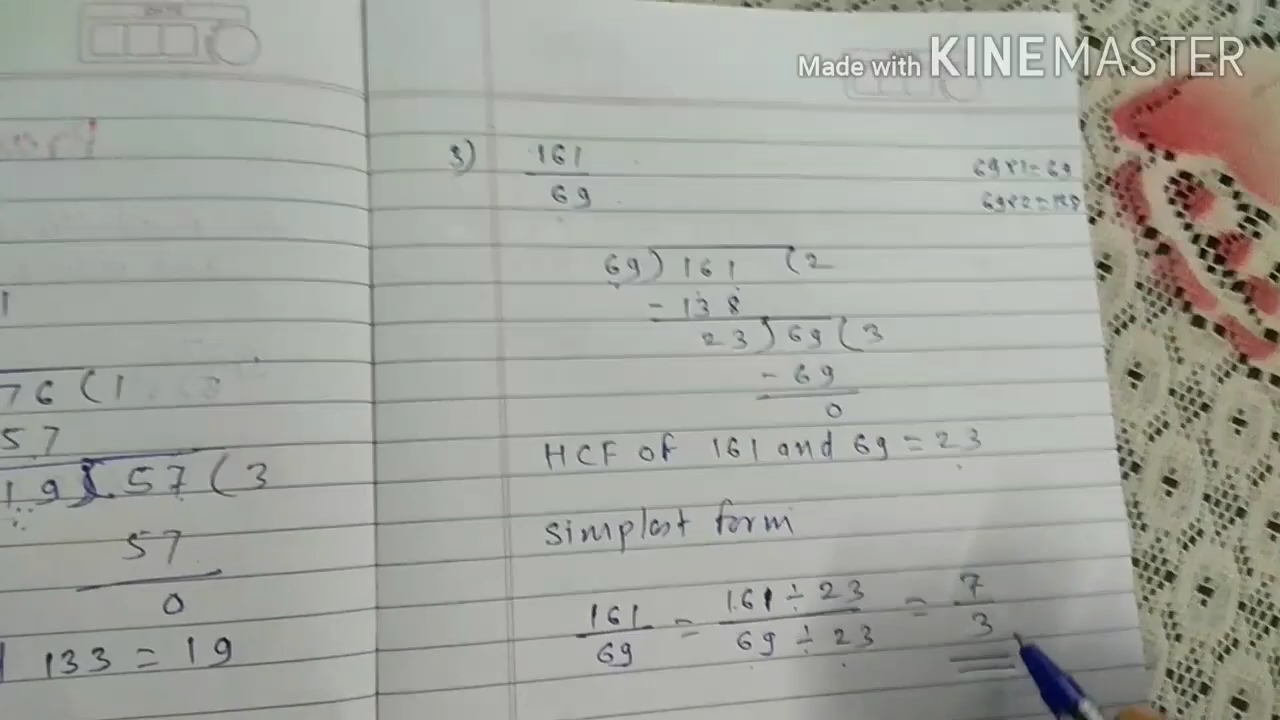 Made with KINEMASTER
1
76 ( 1
57
19 ) 57 ( 3
57
0
133 = 19
3) 161
69
69×1=69
69×2=138
69 ) 161 ( 2
- 138
23 ) 69 ( 3
- 69
0
HCF of 161 and 69 = 23
simplest form
161 = 161 ÷ 23 = 7
69 69 ÷ 23 3